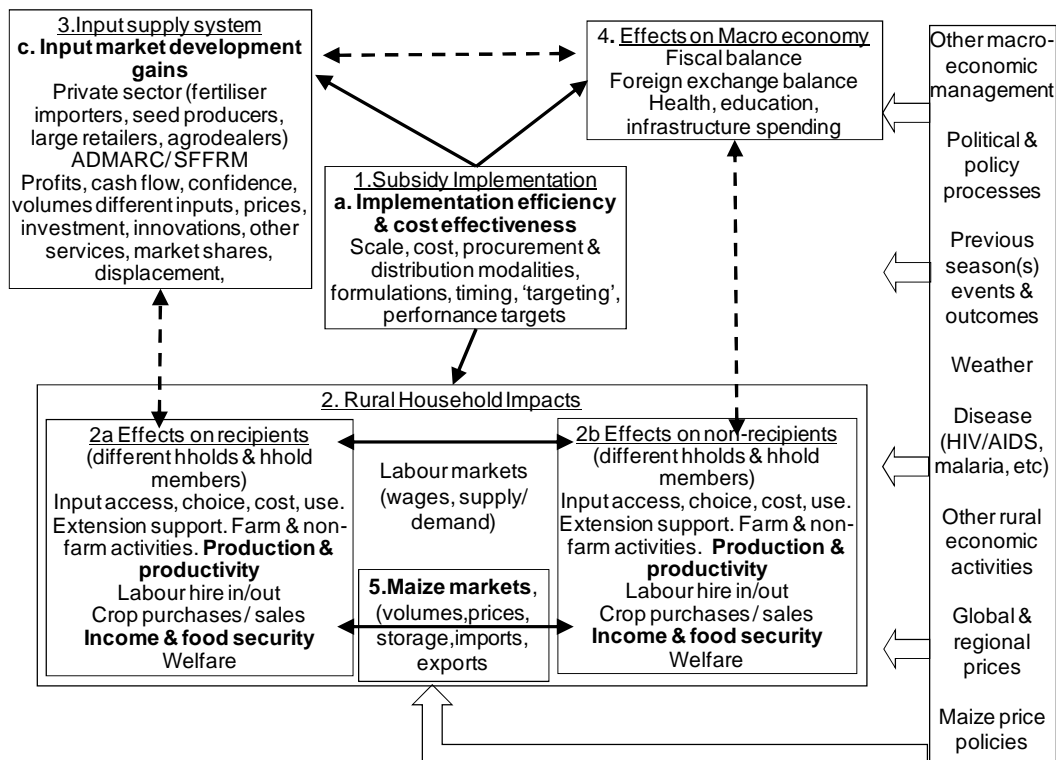 3.Input supply system
c. Input market development
gains
Private sector (fertiliser
importers, seed producers,
large retailers, agrodealers)
ADMARC/ SFFRM
Profits, cash flow, confidence,
volumes different inputs, prices,
investment, innovations, other
services, market shares,
displacement,
4. Effects on Macro economy
Fiscal balance
Foreign exchange balance
Health, education,
infrastructure spending
1.Subsidy Implementation
a. Implementation efficiency
& cost effectiveness
Scale, cost, procurement &
distribution modalities,
formulations, timing, ‘targeting’,
perfornance targets
2. Rural Household Impacts
2a Effects on recipients
(different hholds & hhold
members)
Input access, choice, cost, use.
Extension support. Farm & non-
farm activities. Production &
productivity
Labour hire in/out
Crop purchases/ sales
Income & food security
Welfare
Labour markets
(wages, supply/
demand)
5.Maize markets,
(volumes,prices,
storage,imports,
exports
2b Effects on non-recipients
(different hholds & hhold
members)
Input access, choice, cost, use.
Extension support. Farm & non-
farm activities. Production &
productivity
Labour hire in/out
Crop purchases/ sales
Income & food security
Welfare
Other macro-
economic
management
Political &
policy
processes
Previous
season(s)
events &
outcomes
Weather
Disease
(HIV/AIDS,
malaria, etc)
Other rural
economic
activities
Global &
regional
prices
Maize price
policies